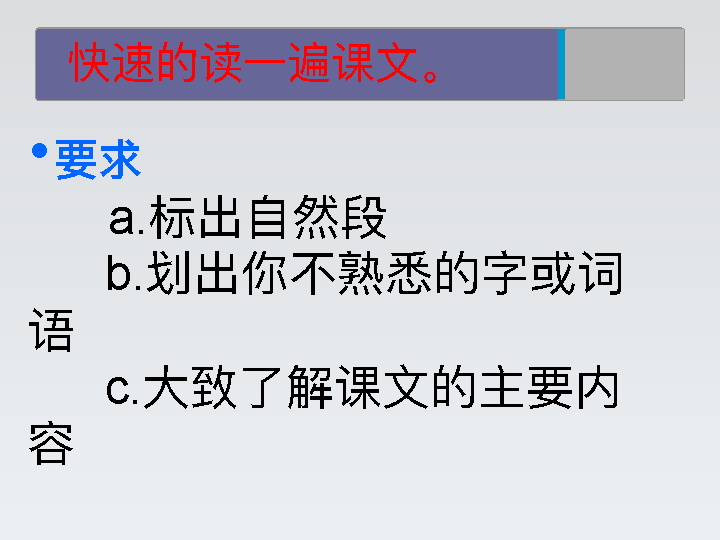 快速的读一遍课文。
•要求
a.标出自然段
b.划出你不熟悉的字或词
语
c.大致了解课文的主要内
容